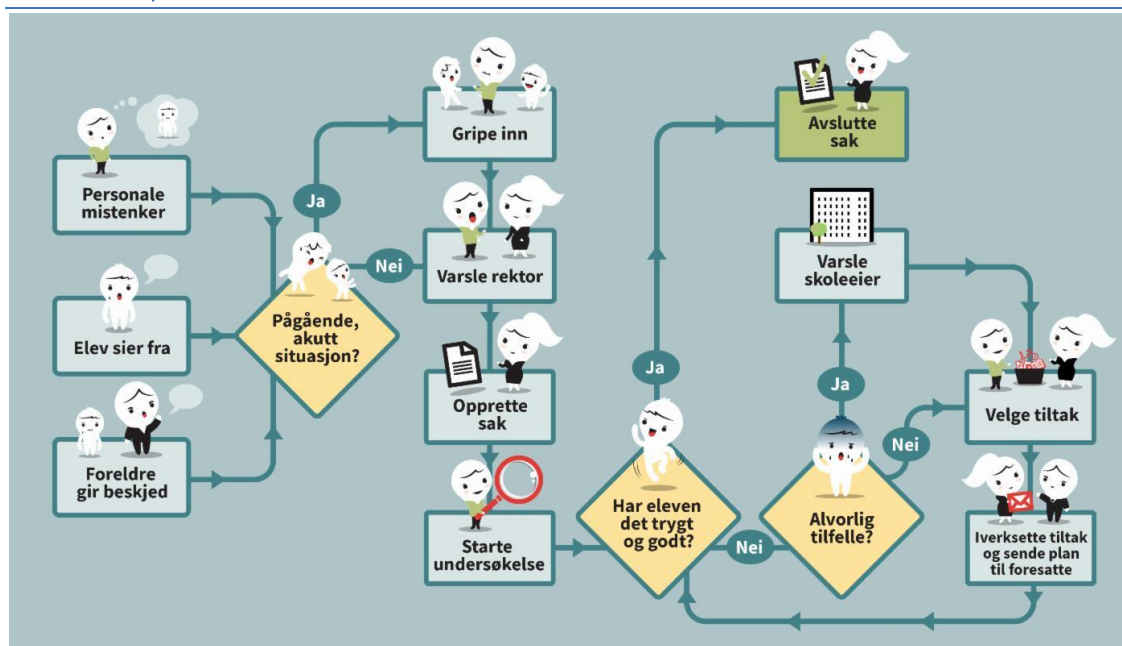 Personale
mistenker
Elev sier fra
Foreldre
gir beskjed
Pågående,
akutt
situasjon?
Ja
Nei
Gripe inn
Varsle rektor
Opprette
sak
Starte
undersøkelse
Har eleven
det trygt
og godt?
Ja
Nei
Avslutte
sak
Alvorlig
tilfelle?
Ja
Nei
Varsle
skoleeier
Velge tiltak
Iverksette tiltak
og sende plan
til foresatte